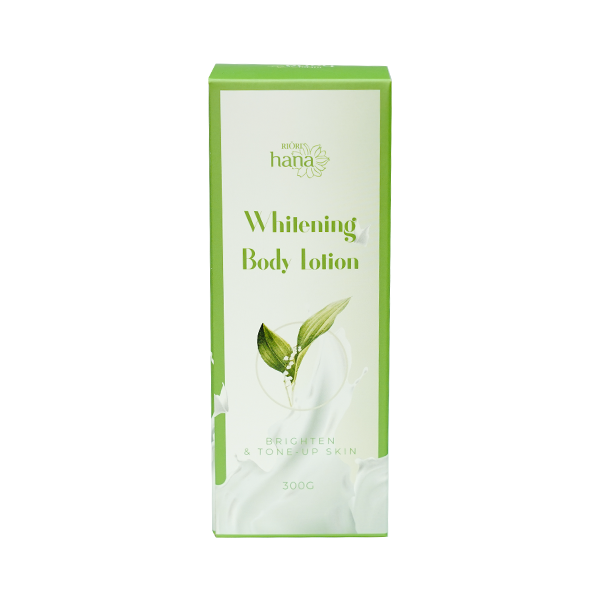 RIORI
hana
Whitening
Body Lotion
BRIGHTEN
& TONE-UP SKIN
300G